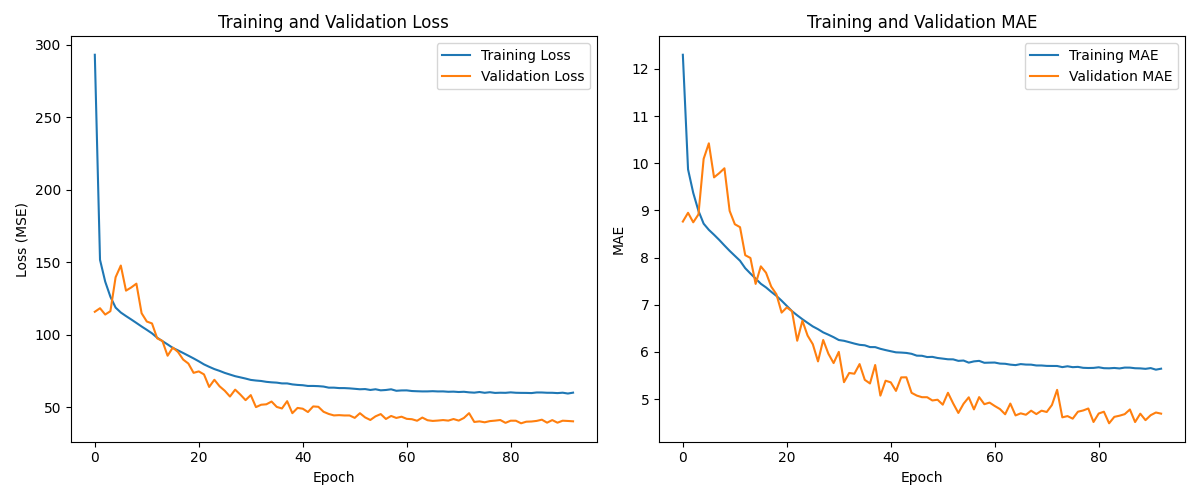 Training and Validation Loss
Training Loss
Validation Loss
300
250
200
150
100
50
Loss (MSE)
0
20
40
60
80
Epoch
Training and Validation MAE
Training MAE
Validation MAE
12
11
10
9
8
7
6
5
MAE
0
20
40
60
80
Epoch